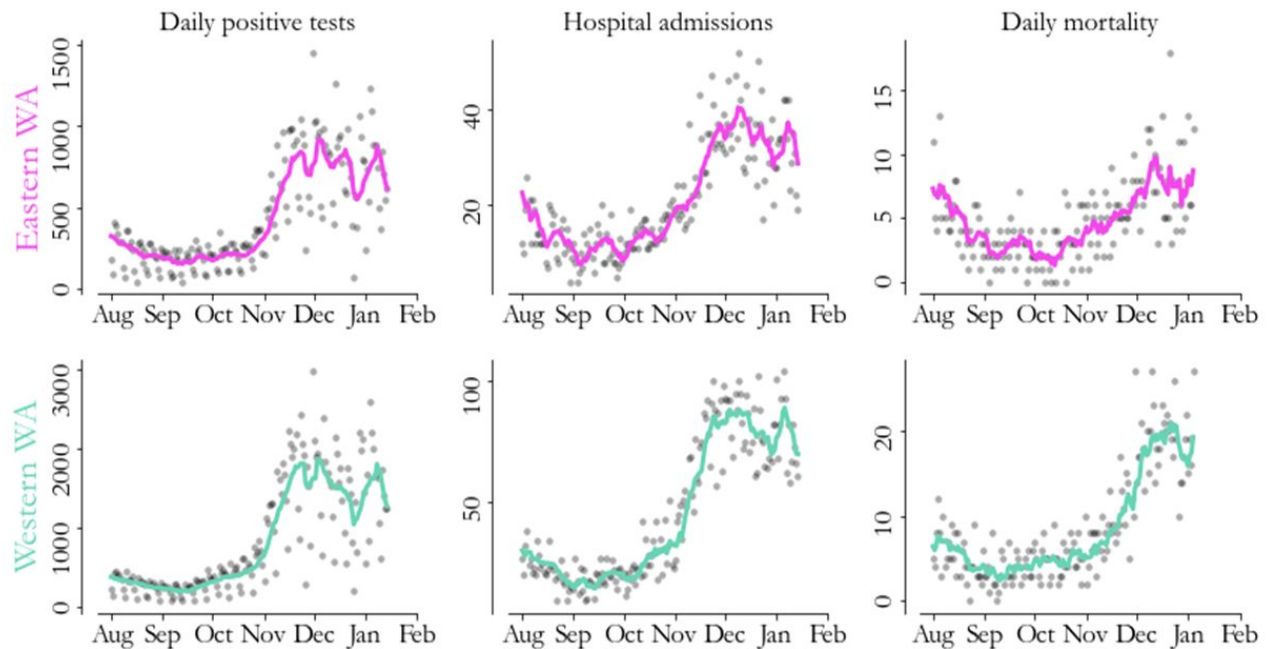 Daily positive tests
Hospital admissions
Daily mortality
Eastern WA
1500
1000
500
0
Aug Sep Oct Nov Dec Jan Feb
40
20
Aug Sep Oct Nov Dec Jan Feb
15
10
5
0
Aug Sep Oct Nov Dec Jan Feb
Western WA
3000
2000
1000
0
Aug Sep Oct Nov Dec Jan Feb
100
50
Aug Sep Oct Nov Dec Jan Feb
20
10
0
Aug Sep Oct Nov Dec Jan Feb